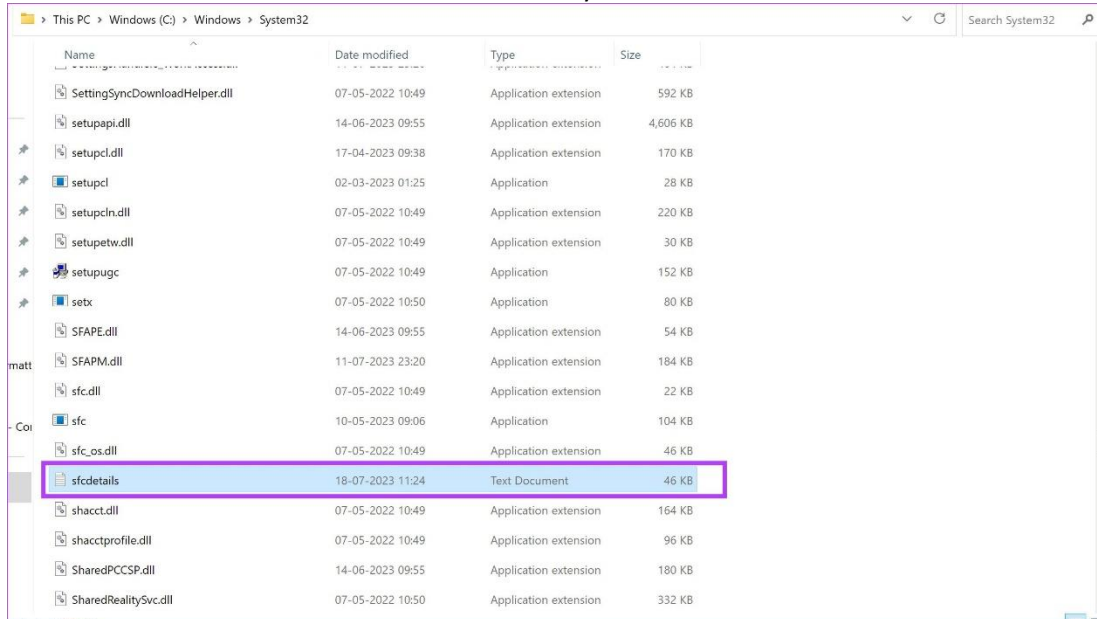 This PC > Windows (C:) > Windows > System32 Search System32
Name Date modified Type Size
SettingSyncDownloadHelper.dll 07-05-2022 10:49 Application extension 592 KB
setupapi.dll 14-06-2023 09:55 Application extension 4,606 KB
setupcl.dll 17-04-2023 09:38 Application extension 170 KB
setupcl 02-03-2023 01:25 Application 28 KB
setupcln.dll 07-05-2022 10:49 Application extension 220 KB
setupetw.dll 07-05-2022 10:49 Application extension 30 KB
setupugc 07-05-2022 10:49 Application 152 KB
setx 07-05-2022 10:50 Application 80 KB
SFAPE.dll 14-06-2023 09:55 Application extension 54 KB
matt SFAPM.dll 11-07-2023 23:20 Application extension 184 KB
sfc.dll 07-05-2022 10:49 Application extension 22 KB
- Co sfc 10-05-2023 09:06 Application 104 KB
sfc_os.dll 07-05-2022 10:49 Application extension 46 KB
sfcdetails 18-07-2023 11:24 Text Document 46 KB
shacct.dll 07-05-2022 10:49 Application extension 164 KB
shacctprofile.dll 07-05-2022 10:49 Application extension 96 KB
SharedPCCSP.dll 14-06-2023 09:55 Application extension 180 KB
SharedRealitySvc.dll 07-05-2022 10:50 Application extension 332 KB